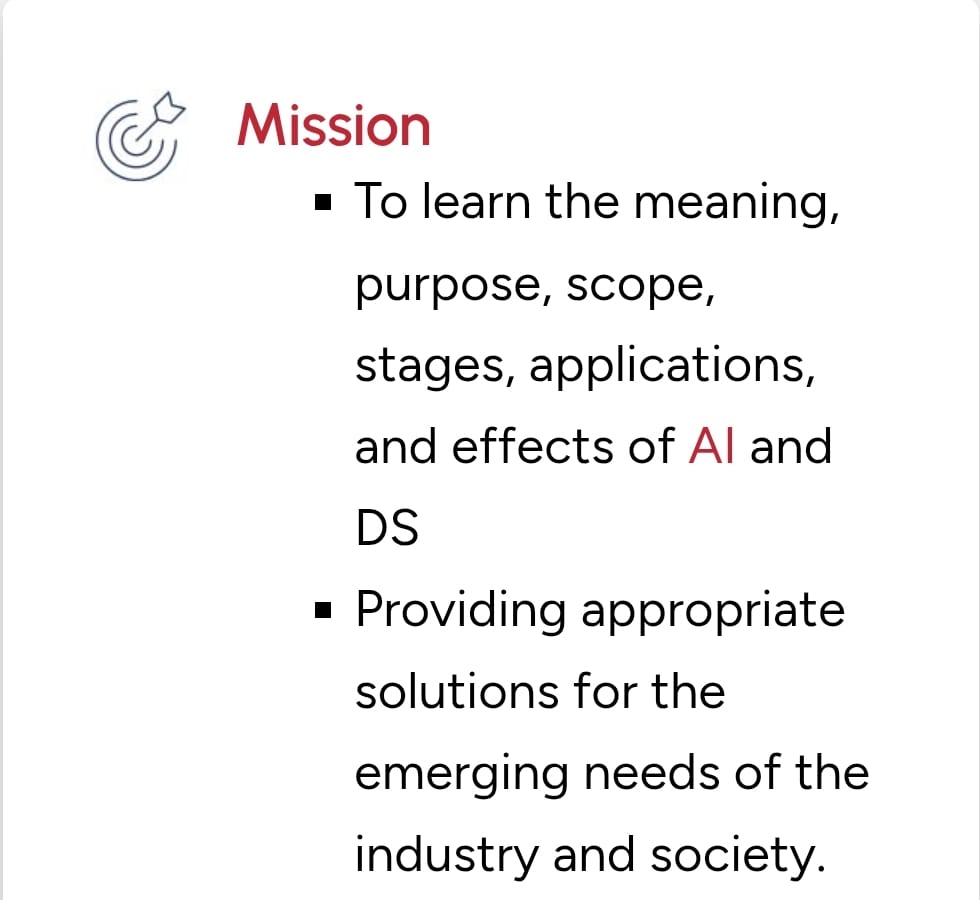 Mission
▪ To learn the meaning,
purpose, scope,
stages, applications,
and effects of AI and
DS
▪ Providing appropriate
solutions for the
emerging needs of the
industry and society.